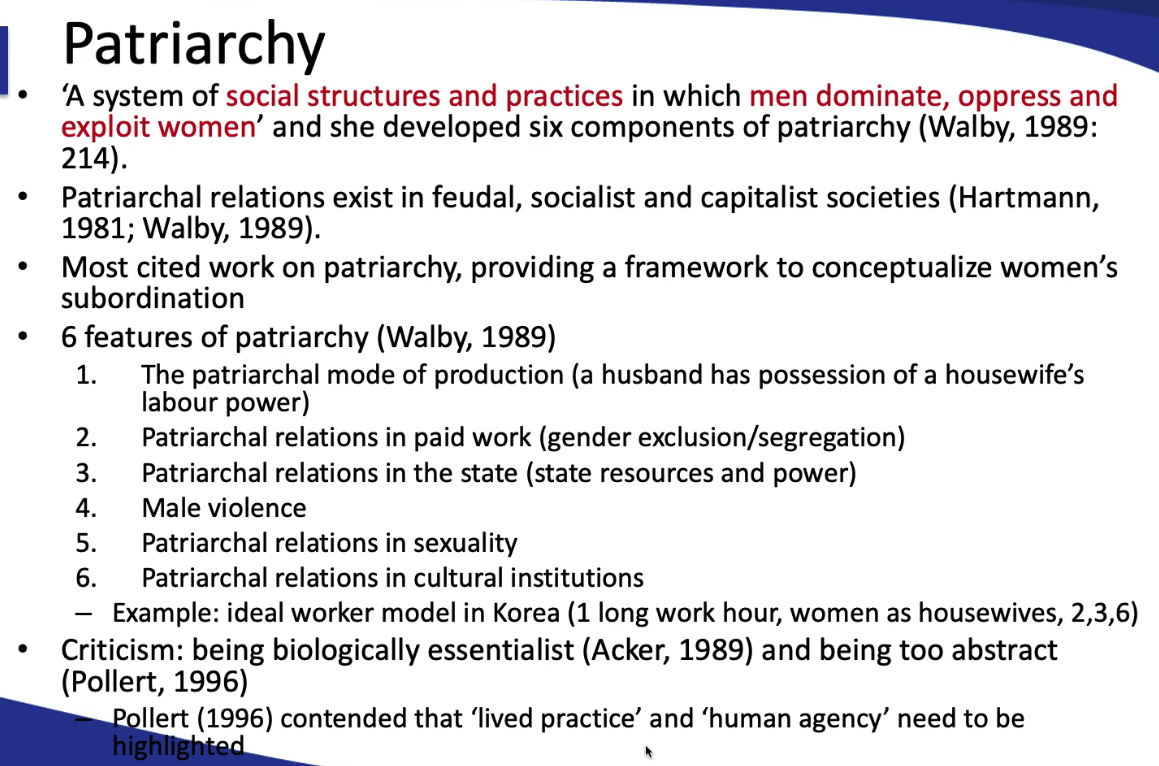 Patriarchy
• ‘A system of social structures and practices in which men dominate, oppress and
exploit women’ and she developed six components of patriarchy (Walby, 1989:
214).
• Patriarchal relations exist in feudal, socialist and capitalist societies (Hartmann,
1981; Walby, 1989).
• Most cited work on patriarchy, providing a framework to conceptualize women’s
subordination
• 6 features of patriarchy (Walby, 1989)
1. The patriarchal mode of production (a husband has possession of a housewife’s
labour power)
2. Patriarchal relations in paid work (gender exclusion/segregation)
3. Patriarchal relations in the state (state resources and power)
4. Male violence
5. Patriarchal relations in sexuality
6. Patriarchal relations in cultural institutions
– Example: ideal worker model in Korea (1 long work hour, women as housewives, 2,3,6)
• Criticism: being biologically essentialist (Acker, 1989) and being too abstract
(Pollert, 1996)
– Pollert (1996) contended that ‘lived practice’ and ‘human agency’ need to be
highlighted